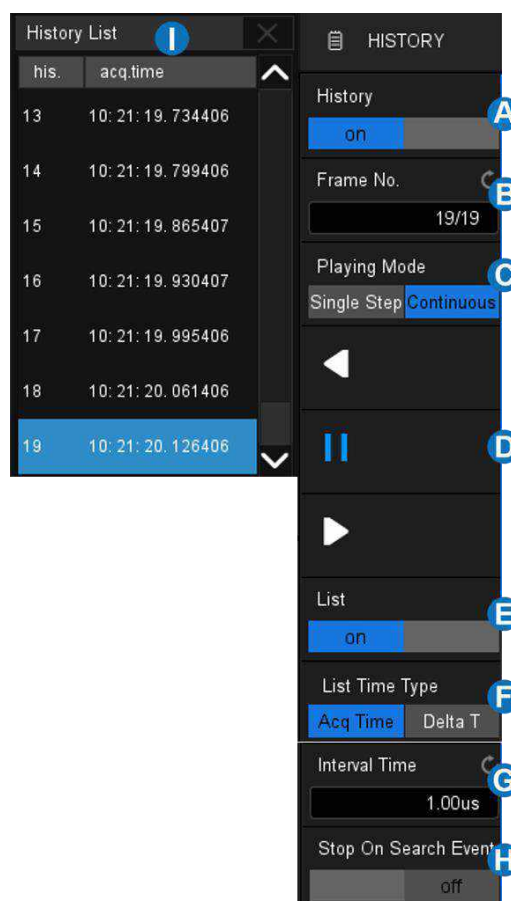 History List I
his. acq.time
13 10: 21: 19. 734406
14 10: 21: 19. 799406
15 10: 21: 19. 865407
16 10: 21: 19. 930407
17 10: 21: 19. 995406
18 10: 21: 20. 061406
19 10: 21: 20. 126406
HISTORY
History
A
on
Frame No.
B
19/19
Playing Mode
C
Single Step Continuous
D
List
E
on
List Time Type
F
Acq Time Delta T
Interval Time
G
1.00us
Stop On Search Event
H
off